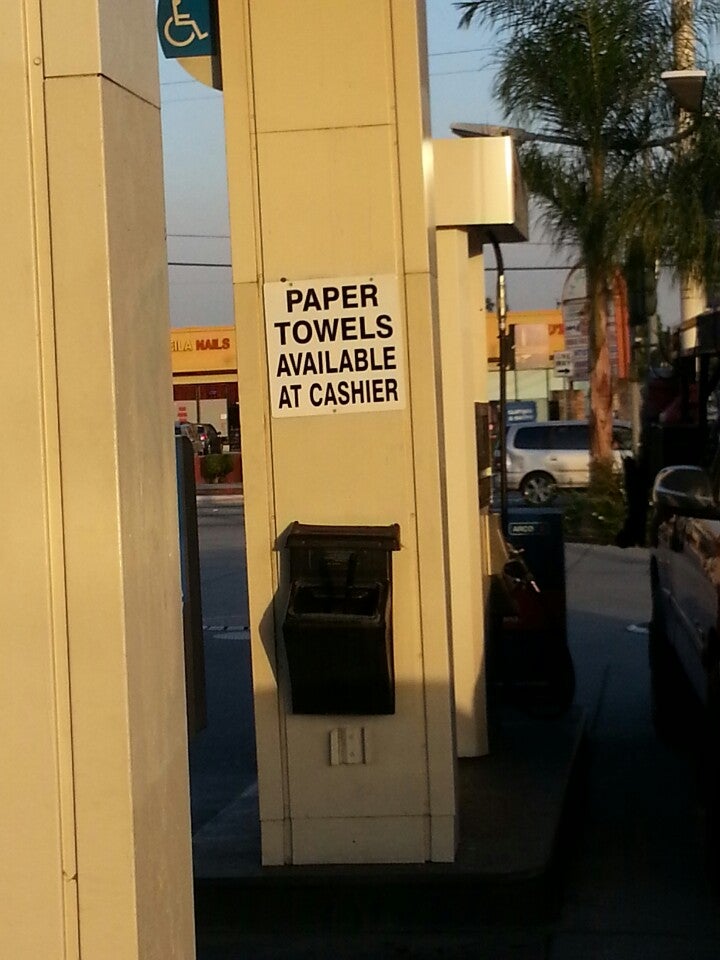 PAPER
TOWELS
AVAILABLE
AT CASHIER
NAILS
ARCO